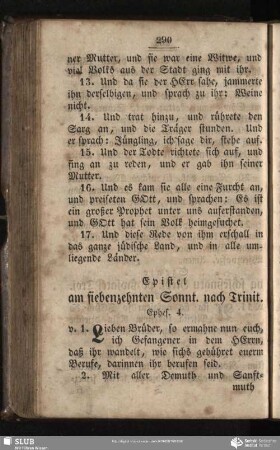 290
ner Mutter, und sie war eine Witwe, und
viel Volks aus der Stadt ging mit ihr.
13. Und da sie der HErr sahe, jammerte
ihn derselbigen, und sprach zu ihr: Weine
nicht.
14. Und trat hinzu, und rührete den
Sarg an, und die Träger stunden. Und
er sprach: Jüngling, ich sage dir, stehe auf.
15. Und der Todte richtete sich auf, und
fing an zu reden, und er gab ihn seiner
Mutter.
16. Und es kam sie alle eine Furcht an,
und preiseten GOtt, und sprachen: Es ist
ein großer Prophet unter uns auferstanden,
und GOtt hat sein Volk heimgesuchet.
17. Und diese Rede von ihm erschall in
das ganze jüdische Land, und in alle um-
liegende Länder.
Epistel
am siebenzehnten Sonnt. nach Trinit.
Ephes. 4.
v. 1. Lieben Brüder, so ermahne nun euch,
ich Gefangener in dem HErrn,
daß ihr wandelt, wie sichs gebühret euerm
Berufe, darinnen ihr berufen seid.
2. Mit aller Demuth und Sanft-
muth
SLUB